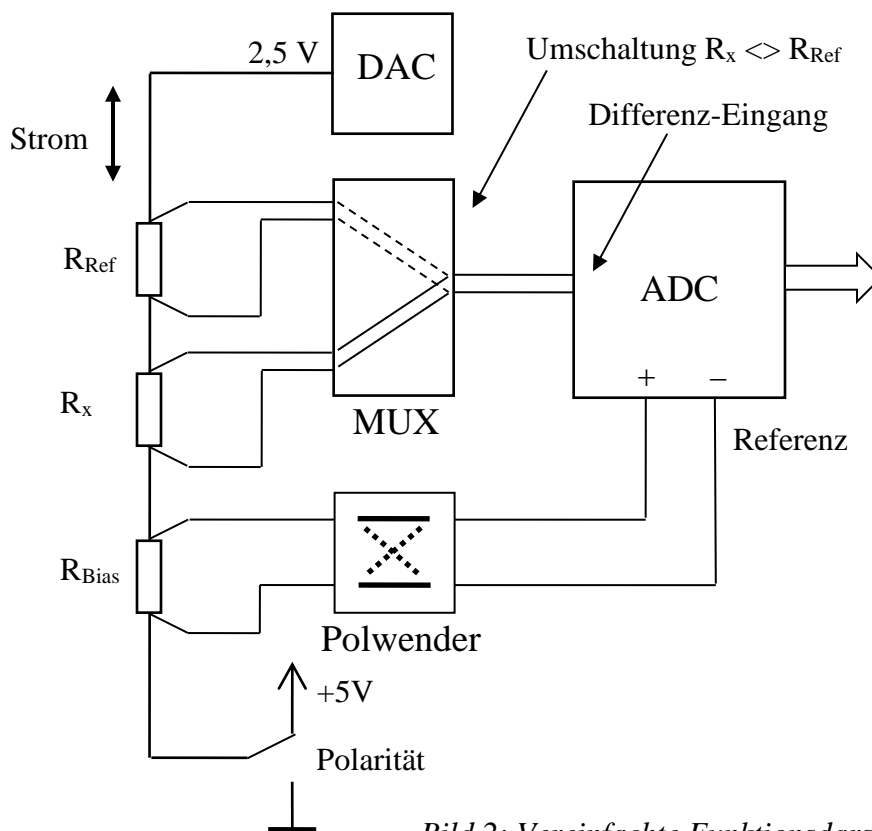 2,5 V
DAC
Umschaltung Rx <> RRef
Differenz-Eingang
Strom
RRef
ADC
Rx
+ –
MUX
Referenz
RBias
Polwender
+5V
Polarität